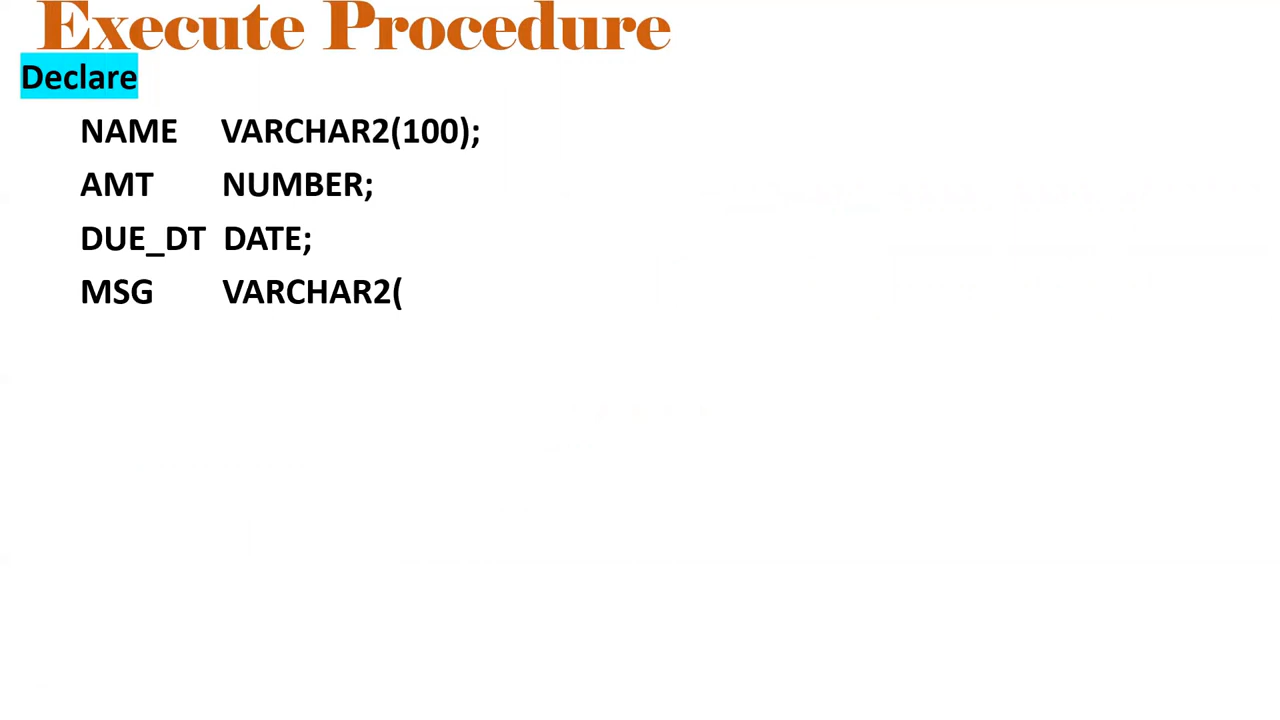 Execute Procedure
Declare
NAME VARCHAR2(100);
AMT NUMBER;
DUE_DT DATE;
MSG VARCHAR2(